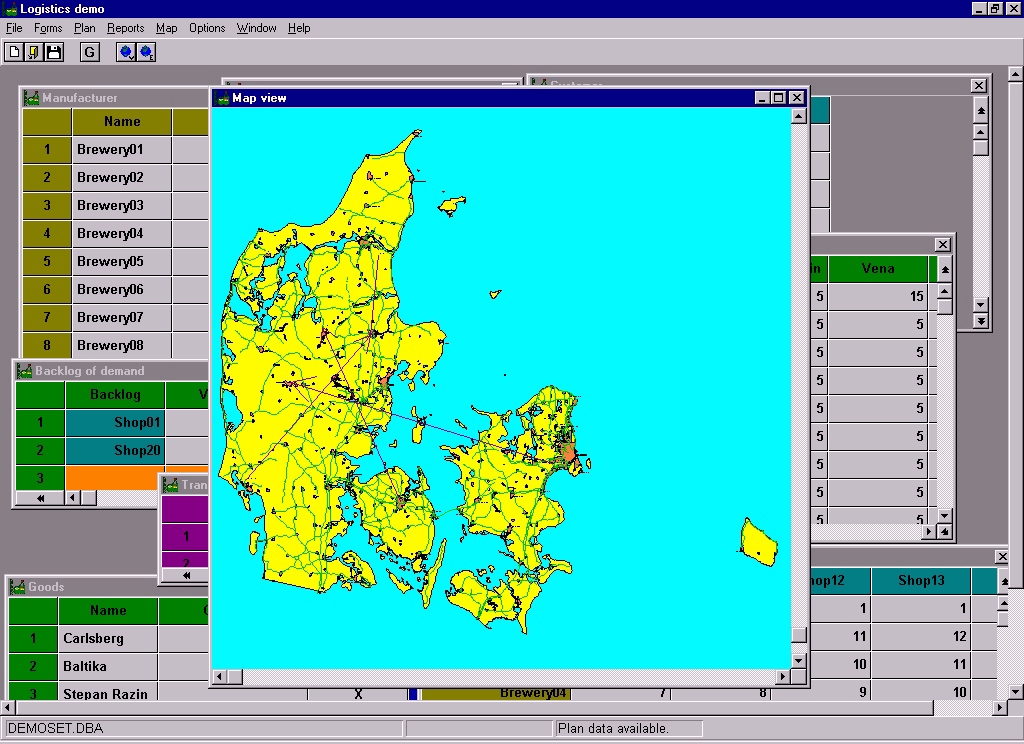 Logistics demo
File Forms Plan Reports Map Options Window Help
G
Manufacturer
Name
1 Brewery01
2 Brewery02
3 Brewery03
4 Brewery04
5 Brewery05
6 Brewery06
7 Brewery07
8 Brewery08
Map view
Vena
5 15
5 5
5 5
5 5
5 5
5 5
5 5
5 5
5 5
Backlog of demand
Backlog
1 Shop01
2 Shop20
3
1
2
Goods
Name
1 Carlsberg
2 Baltika
3 Stepan Razin X
Brewery04 7 8 9 10
hop12 Shop13
1 1
11 12
10 11
DEMOSET.DBA
Plan data available.